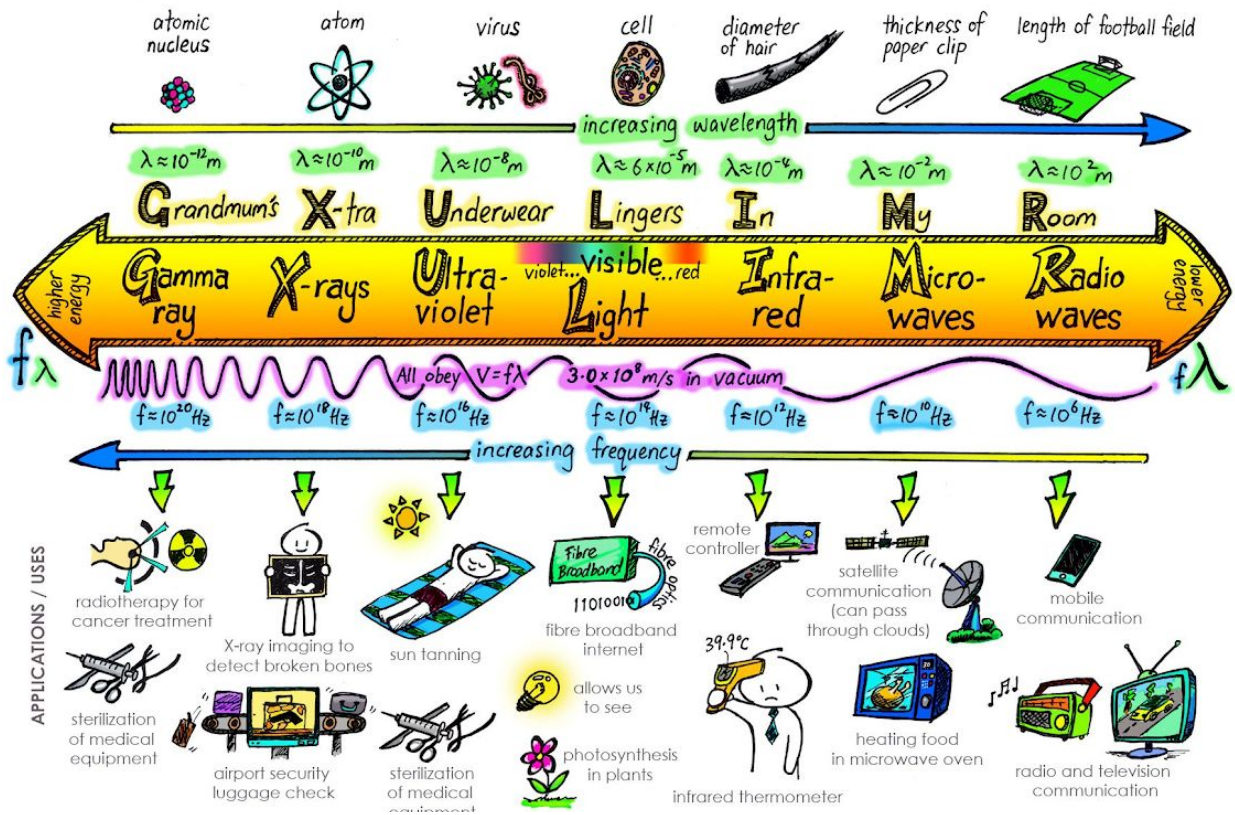 atomic
nucleus
atom
virus
cell
diameter
of hair
thickness of
paper clip
length of football field
increasing wavelength
λ≈10⁻¹²m
λ≈10⁻¹⁰m
λ≈10⁻⁸m
λ≈6×10⁻⁵m
λ≈10⁻⁴m
λ≈10⁻²m
λ≈10²m
Grandmum's X-tra Underwear Lingers In My Room
higher
energy
Gamma
ray
X-rays
Ultra-
violet
violet... visible ...red
Light
Infra-
red
Micro-
waves
Radio
waves
lower
energy
f λ
All obey V=fλ 3.0×10⁸m/s in vacuum
f λ
f≈10²⁰Hz
f≈10¹⁸Hz
f≈10¹⁶Hz
f≈10¹⁴Hz
f≈10¹²Hz
f≈10¹⁰Hz
f≈10⁶Hz
increasing frequency
APPLICATIONS / USES
radiotherapy for
cancer treatment
sterilization
of medical
equipment
X-ray imaging to
detect broken bones
airport security
luggage check
sun tanning
sterilization
of medical
equipment
Fibre
Broadband
fibre optics
1101001
fibre broadband
internet
allows us
to see
photosynthesis
in plants
remote
controller
39.9°C
infrared thermometer
satellite
communication
(can pass
through clouds)
heating food
in microwave oven
mobile
communication
radio and television
communication